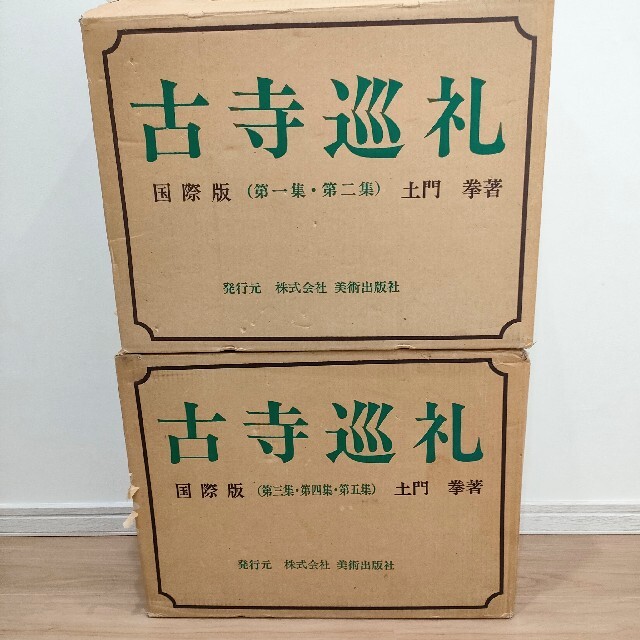 古寺巡礼
国際版 (第一集・第二集) 土門 拳著
発行元 株式会社 美術出版社
古寺巡礼
国際版 (第三集・第四集・第五集) 土門 拳著
発行元 株式会社 美術出版社